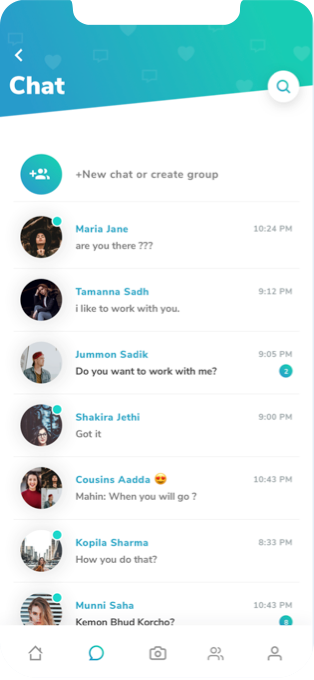 Chat
+New chat or create group
Maria Jane 10:24 PM
are you there ???
Tamanna Sadh 9:12 PM
i like to work with you.
Jummon Sadik 9:05 PM
Do you want to work with me? 2
Shakira Jethi 9:00 PM
Got it
Cousins Aadda 😍 10:43 PM
Mahin: When you will go ?
Kopila Sharma 8:33 PM
How you do that?
Munni Saha 10:43 PM
Kemon Bhud Korcho?